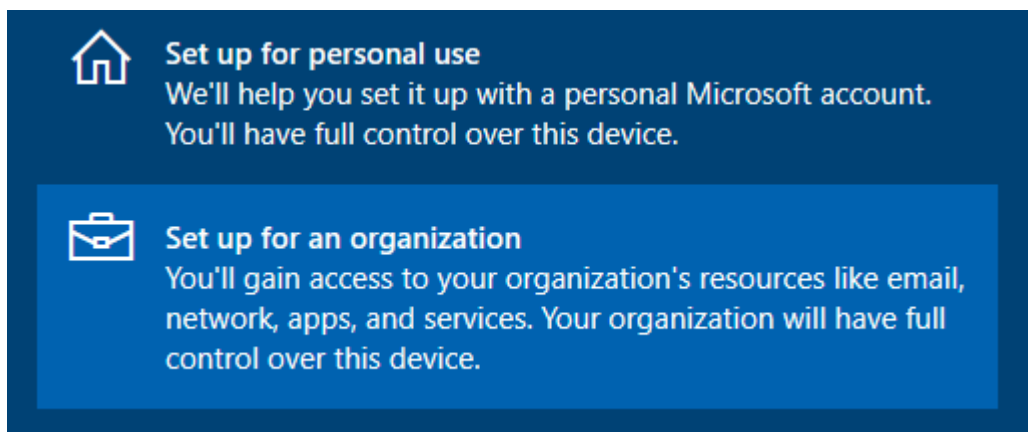 Set up for personal use
We'll help you set it up with a personal Microsoft account.
You'll have full control over this device.
Set up for an organization
You'll gain access to your organization's resources like email,
network, apps, and services. Your organization will have full
control over this device.